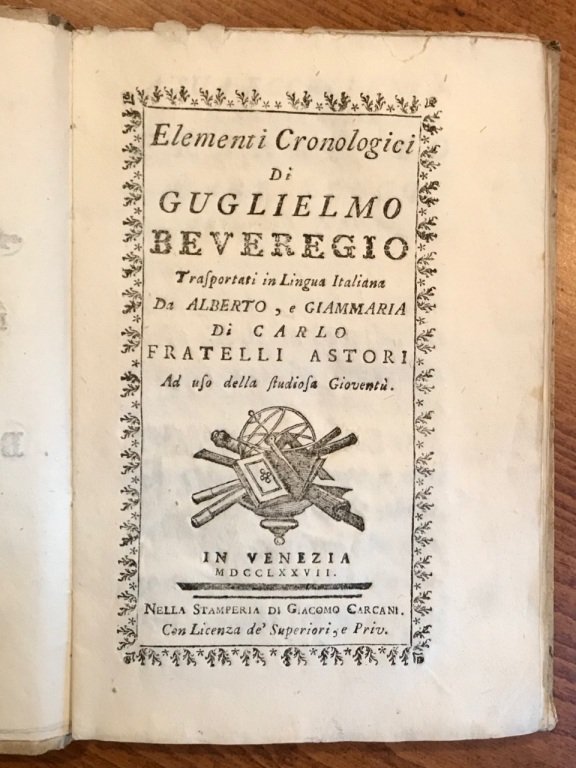 Elementi Cronologici
Di
GUGLIELMO
BEVEREGIO
Traſportati in Lingua Italiana
Da ALBERTO, e GIAMMARIA
Di CARLO
FRATELLI ASTORI
Ad uſo della ſtudioſa Gioventù.
IN VENEZIA
MDCCLXXVII.
NELLA STAMPERIA DI GIACOMO CARCANI.
Con Licenza de' Superiori, e Priv.